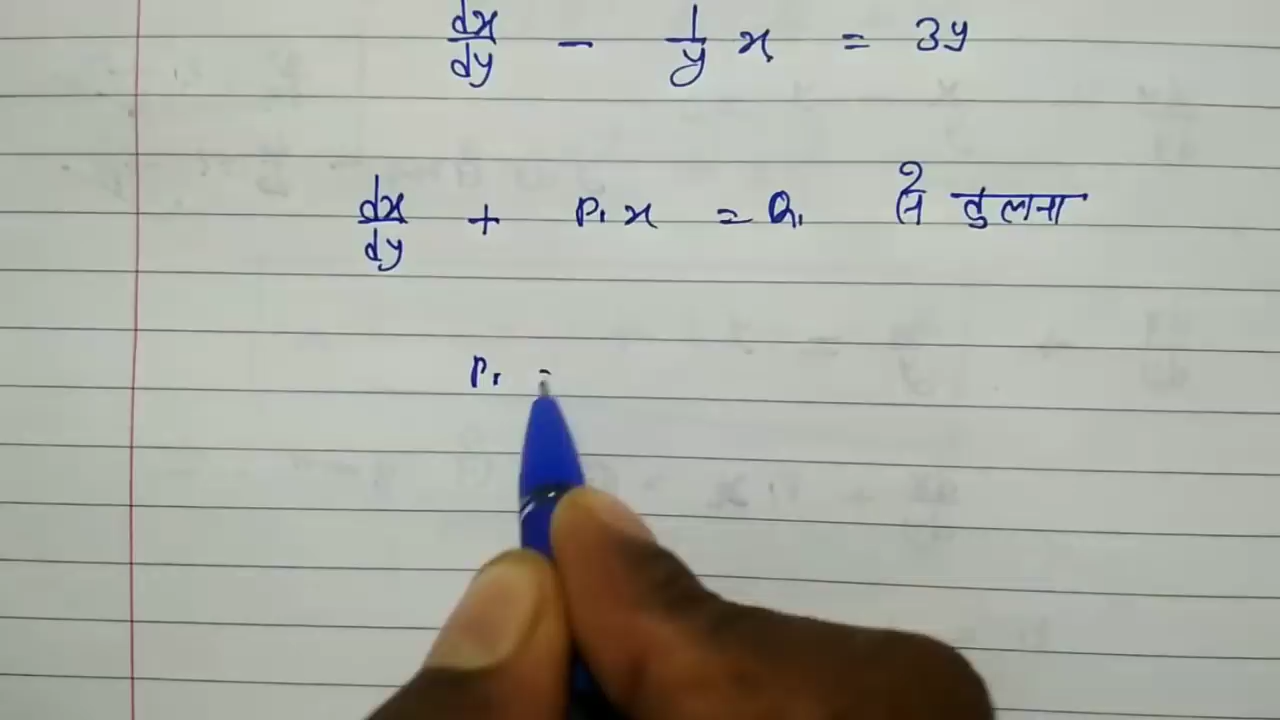 dx/dy - 1/y x = 3y
dx/dy + P₁x = Q₁ से तुलना
P₁ =